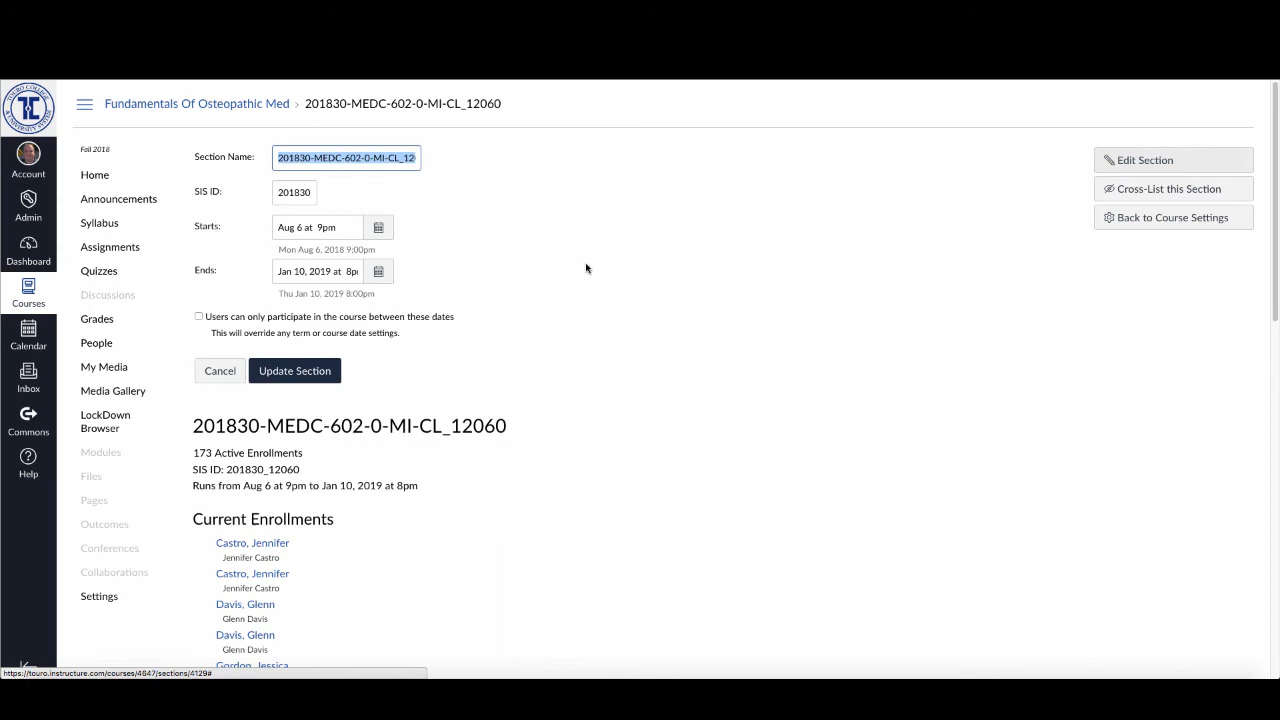 Fundamentals Of Osteopathic Med › 201830-MEDC-602-0-MI-CL_12060
Account
Admin
Dashboard
Courses
Calendar
Inbox
Commons
Help
Fall 2018
Home
Announcements
Syllabus
Assignments
Quizzes
Discussions
Grades
People
My Media
Media Gallery
LockDown
Browser
Modules
Files
Pages
Outcomes
Conferences
Collaborations
Settings
Section Name: 201830-MEDC-602-0-MI-CL_12
SIS ID: 201830
Starts: Aug 6 at 9pm
Mon Aug 6, 2018 9:00pm
Ends: Jan 10, 2019 at 8p
Thu Jan 10, 2019 8:00pm
Users can only participate in the course between these dates
This will override any term or course date settings.
Cancel Update Section
201830-MEDC-602-0-MI-CL_12060
173 Active Enrollments
SIS ID: 201830_12060
Runs from Aug 6 at 9pm to Jan 10, 2019 at 8pm
Current Enrollments
Castro, Jennifer
Jennifer Castro
Castro, Jennifer
Jennifer Castro
Davis, Glenn
Glenn Davis
Davis, Glenn
Glenn Davis
Gordon, Jessica
Edit Section
Cross-List this Section
Back to Course Settings
https://touro.instructure.com/courses/4647/sections/4129#